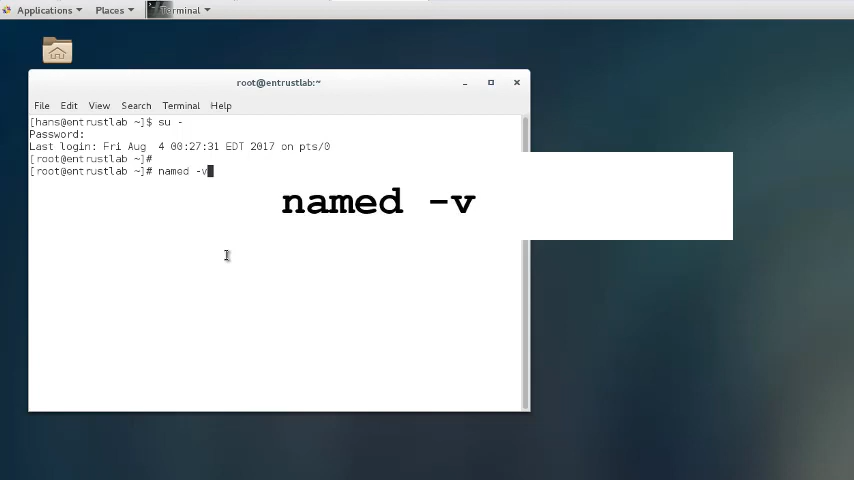 Applications Places Terminal
root@entrustlab:~
File Edit View Search Terminal Help
[hans@entrustlab ~]$ su -
Password:
Last login: Fri Aug  4 00:27:31 EDT 2017 on pts/0
[root@entrustlab ~]#
[root@entrustlab ~]# named -v
named -v